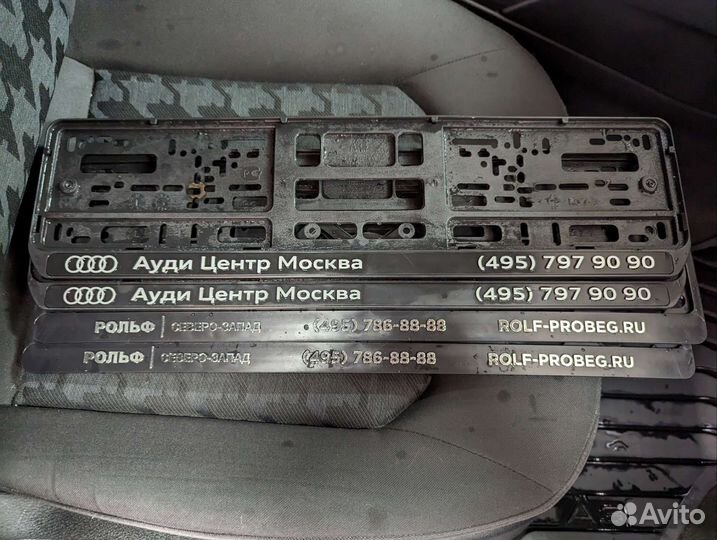 Ауди Центр Москва (495) 797 90 90
Ауди Центр Москва (495) 797 90 90
РОЛЬФ | СЕВЕРО-ЗАПАД (495) 786-88-88 ROLF-PROBEG.RU
РОЛЬФ | СЕВЕРО-ЗАПАД (495) 786-88-88 ROLF-PROBEG.RU
Avito